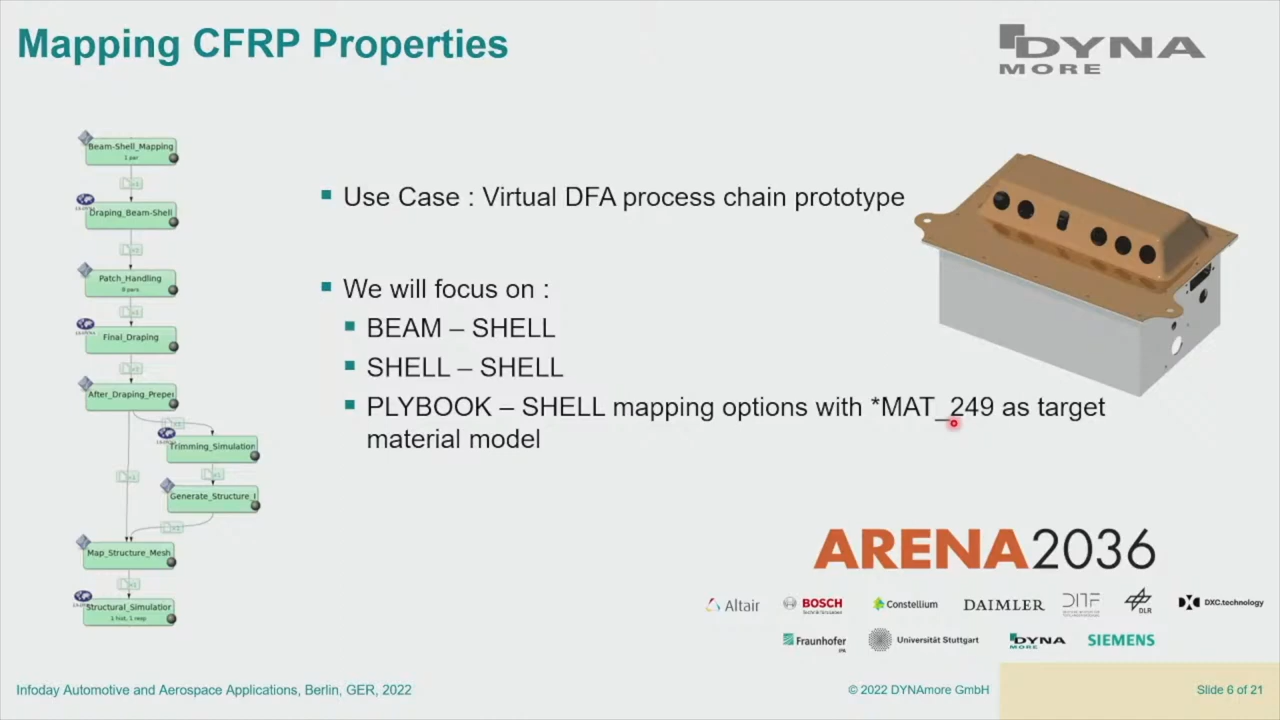 Mapping CFRP Properties
DYNA
MORE
Beam-Shell_Mapping
1 par
Draping_Beam-Shell
Patch_Handling
8 pars
Final_Draping
After_Draping_Prepe
Trimming_Simulation
Generate_Structure_I
Map_Structure_Mesh
Structural_Simulation
1 hist, 1 resp
Use Case : Virtual DFA process chain prototype
We will focus on :
BEAM – SHELL
SHELL – SHELL
PLYBOOK – SHELL mapping options with *MAT_249 as target
material model
ARENA2036
Altair BOSCH Constellium DAIMLER DITF DLR DXC.technology
Fraunhofer IPA Universität Stuttgart DYNA MORE SIEMENS
Infoday Automotive and Aerospace Applications, Berlin, GER, 2022
© 2022 DYNAmore GmbH
Slide 6 of 21